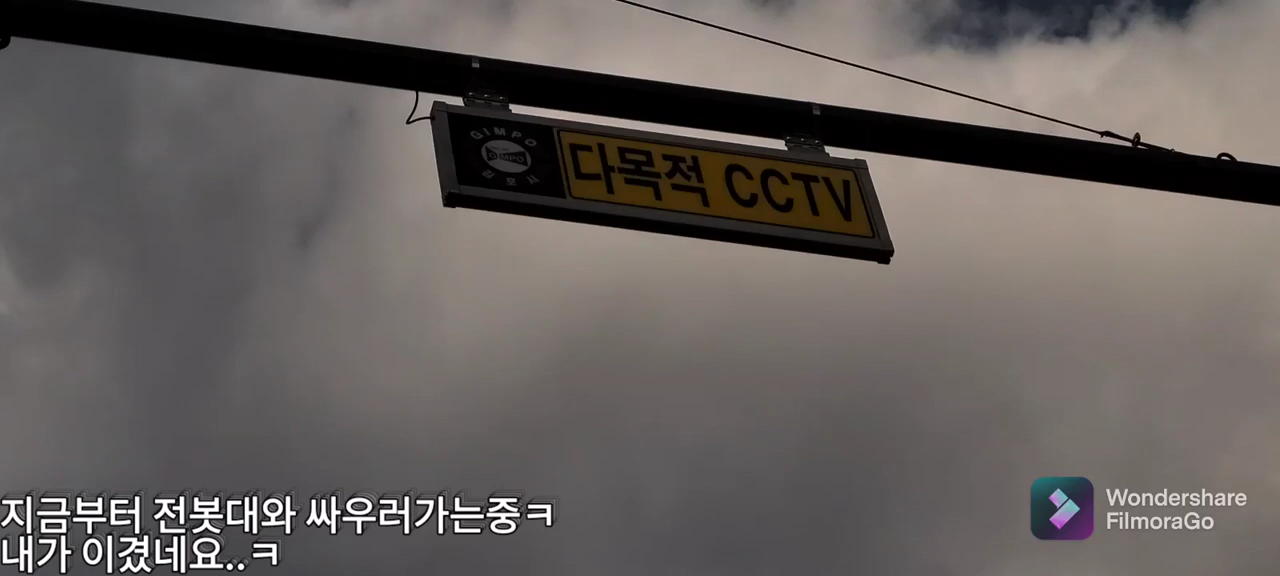 GIMPO
GIMPO
김포시
다목적 CCTV
지금부터 전봇대와 싸우러가는중ㅋ
내가 이겼네요..ㅋ
Wondershare
FilmoraGo